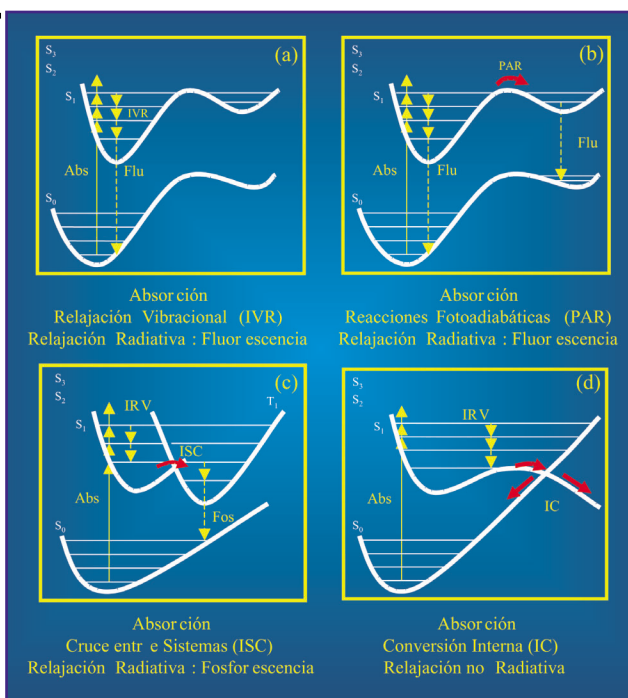 (a)
S3
S2
S1
IVR
Abs
Flu
S0
Absor ción
Relajación Vibracional (IVR)
Relajación Radiativa : Fluor escencia
(b)
S3
S2
PAR
S1
Flu
Abs
Flu
S0
Absor ción
Reacciones Fotoadiabáticas (PAR)
Relajación Radiativa : Fluor escencia
(c)
S3
S2
T1
IRV
S1
ISC
Abs
Fos
S0
Absor ción
Cruce entr e Sistemas (ISC)
Relajación Radiativa : Fosfor escencia
(d)
S3
S2
IRV
S1
Abs
IC
S0
Absor ción
Conversión Interna (IC)
Relajación no Radiativa